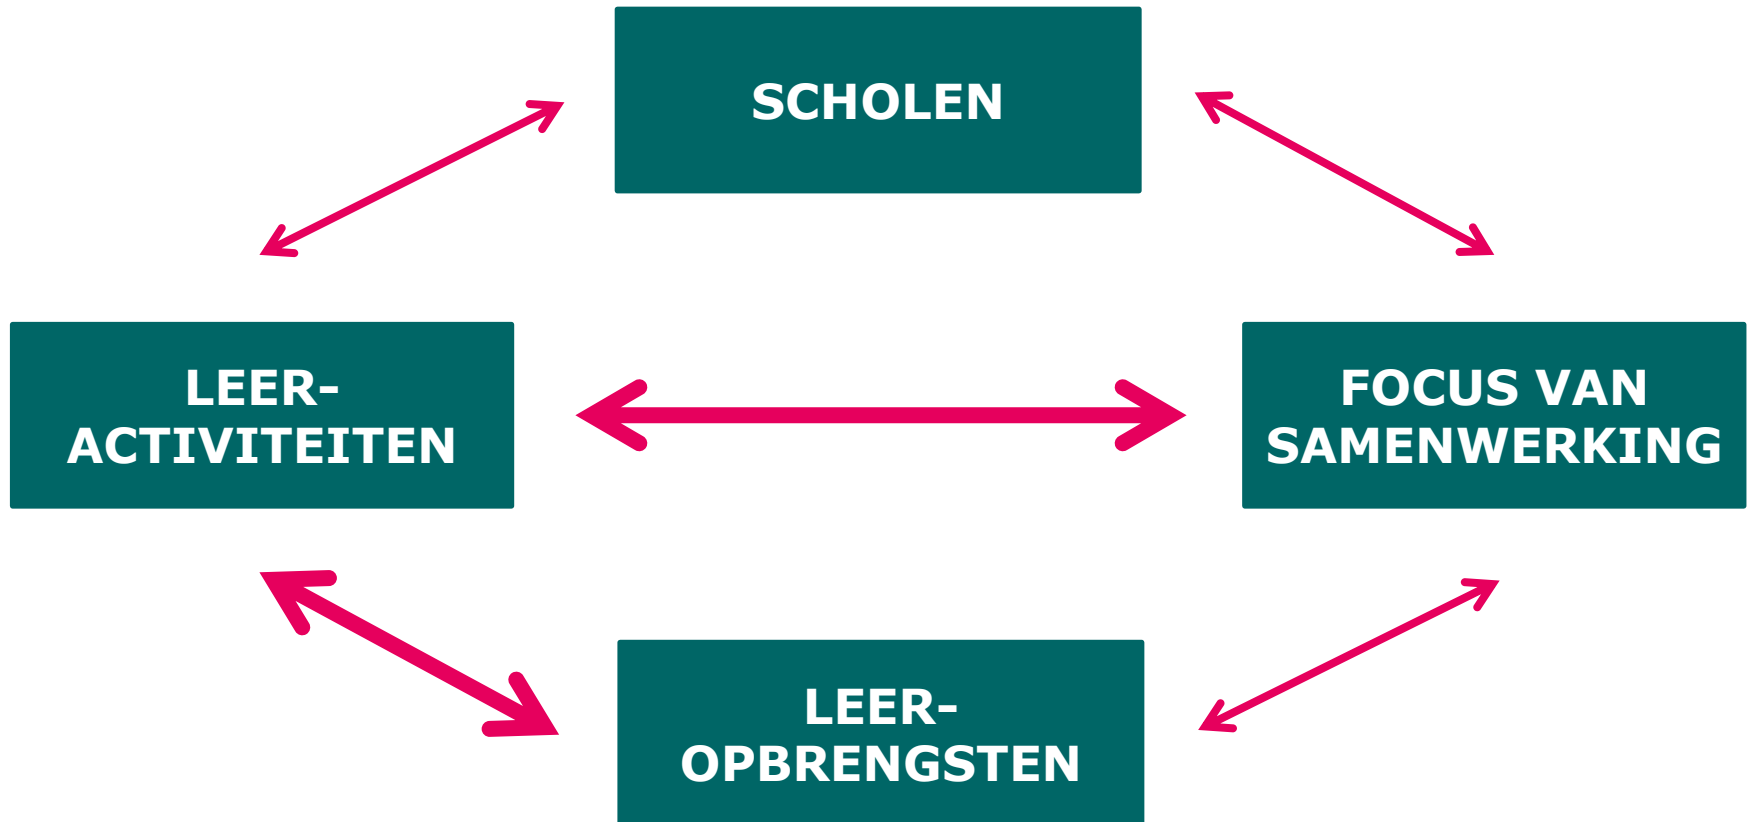 SCHOLEN
LEER-
ACTIVITEITEN
FOCUS VAN
SAMENWERKING
LEER-
OPBRENGSTEN